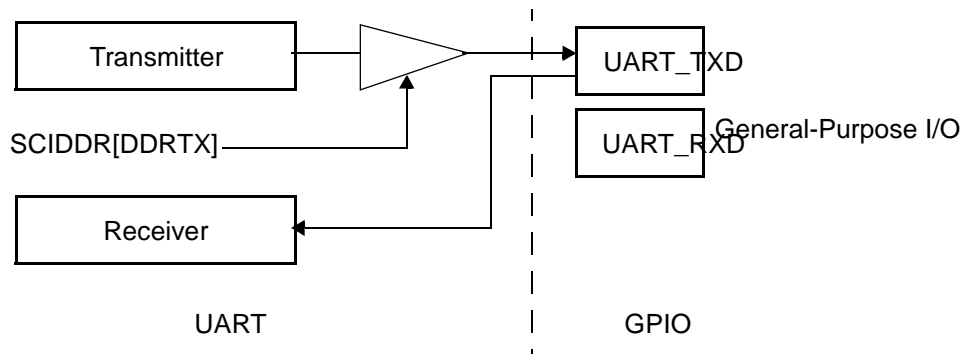 Transmitter
UART_TXD
SCIDDR[DDRTX]
UART_RXD
General-Purpose I/O
Receiver
UART
GPIO